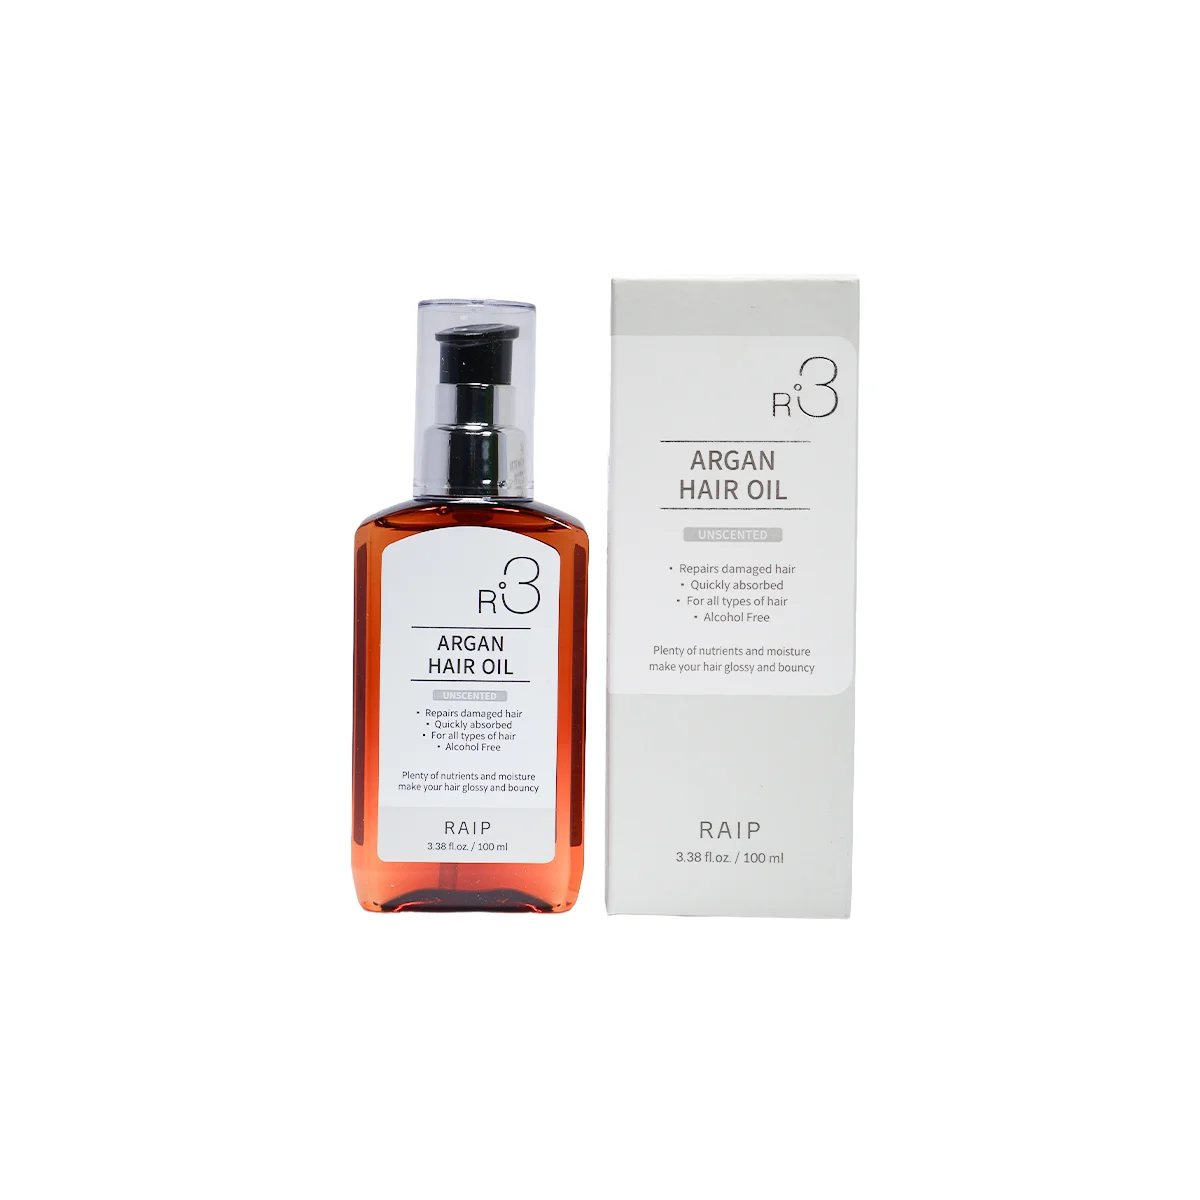 R3
ARGAN
HAIR OIL
UNSCENTED
• Repairs damaged hair
• Quickly absorbed
• For all types of hair
• Alcohol Free
Plenty of nutrients and moisture
make your hair glossy and bouncy
RAIP
3.38 fl.oz. / 100 ml
R3
ARGAN
HAIR OIL
UNSCENTED
• Repairs damaged hair
• Quickly absorbed
• For all types of hair
• Alcohol Free
Plenty of nutrients and moisture
make your hair glossy and bouncy
RAIP
3.38 fl.oz. / 100 ml